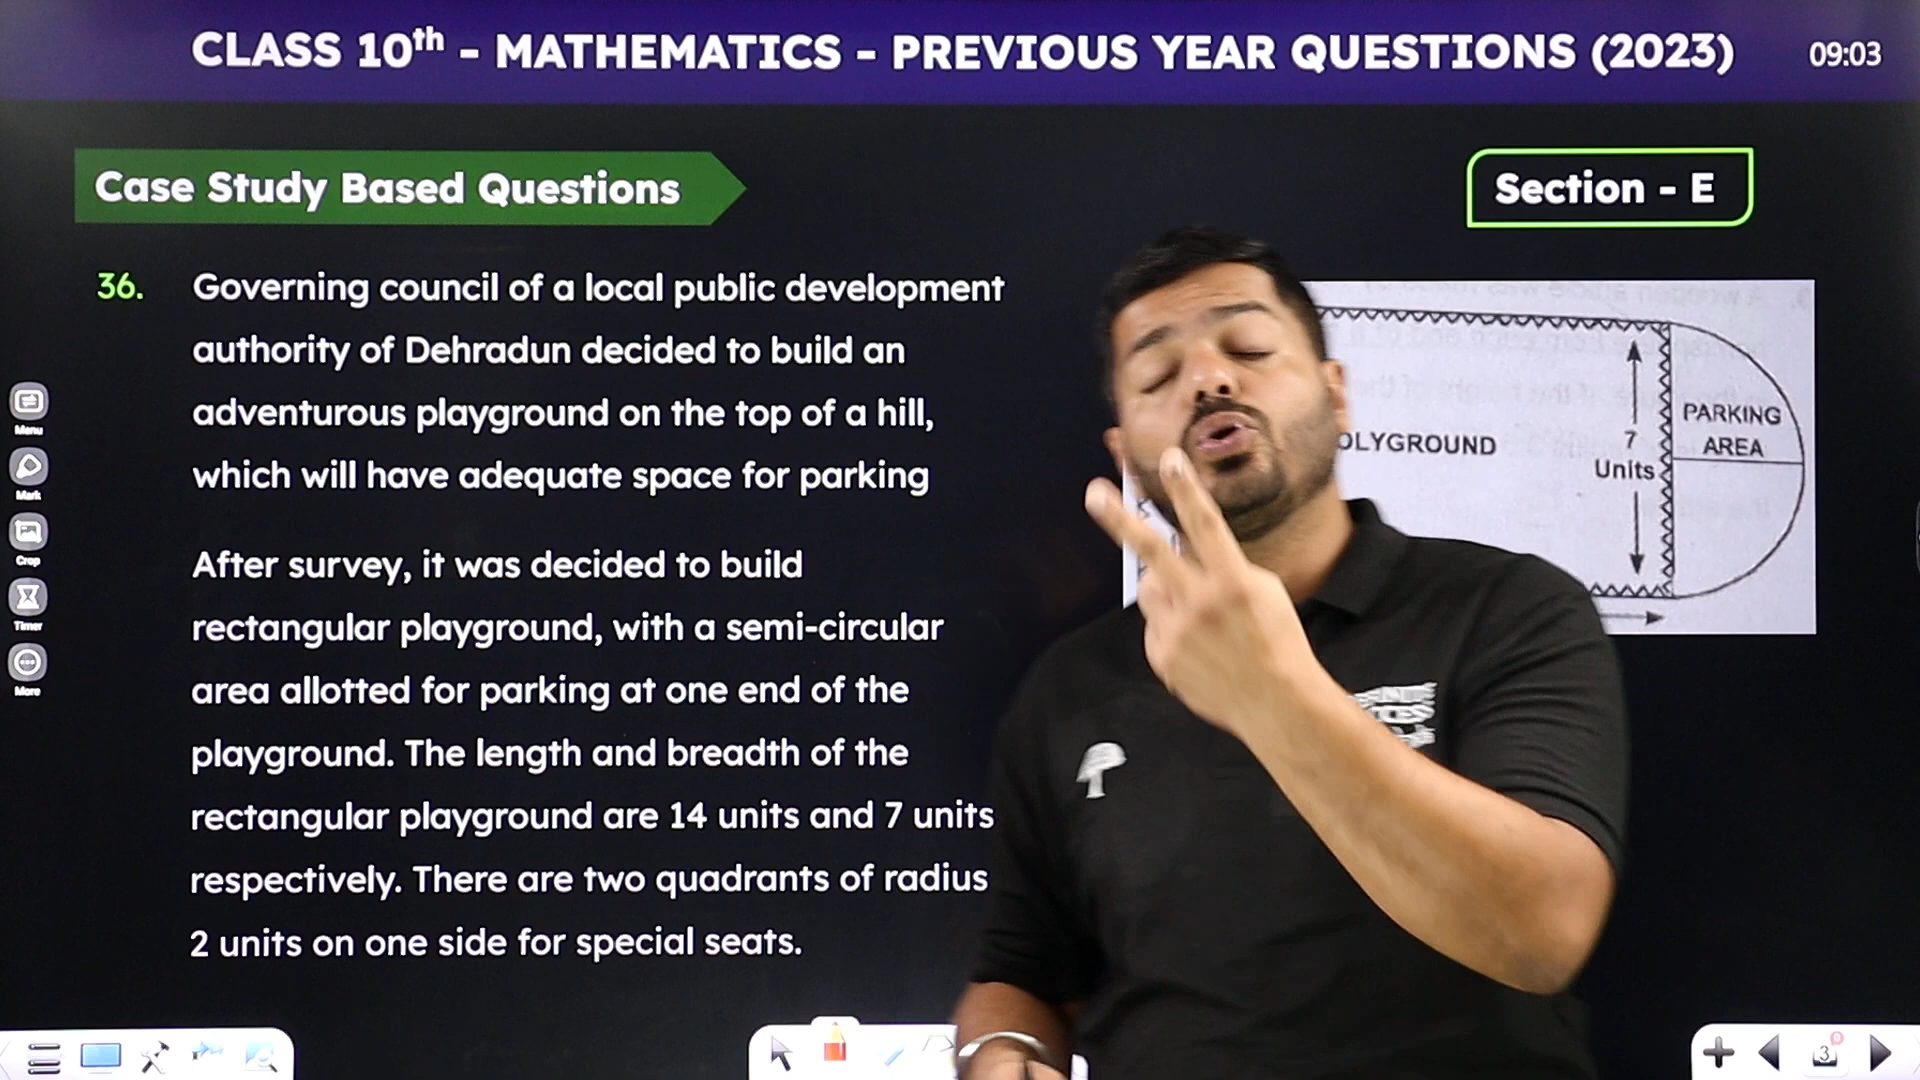 CLASS 10th - MATHEMATICS - PREVIOUS YEAR QUESTIONS (2023)
09:03
Case Study Based Questions
Section - E
36. Governing council of a local public development
authority of Dehradun decided to build an
adventurous playground on the top of a hill,
which will have adequate space for parking
After survey, it was decided to build
rectangular playground, with a semi-circular
area allotted for parking at one end of the
playground. The length and breadth of the
rectangular playground are 14 units and 7 units
respectively. There are two quadrants of radius
2 units on one side for special seats.
OLYGROUND
7
Units
PARKING
AREA
Menu
Mark
Crop
Timer
More
3